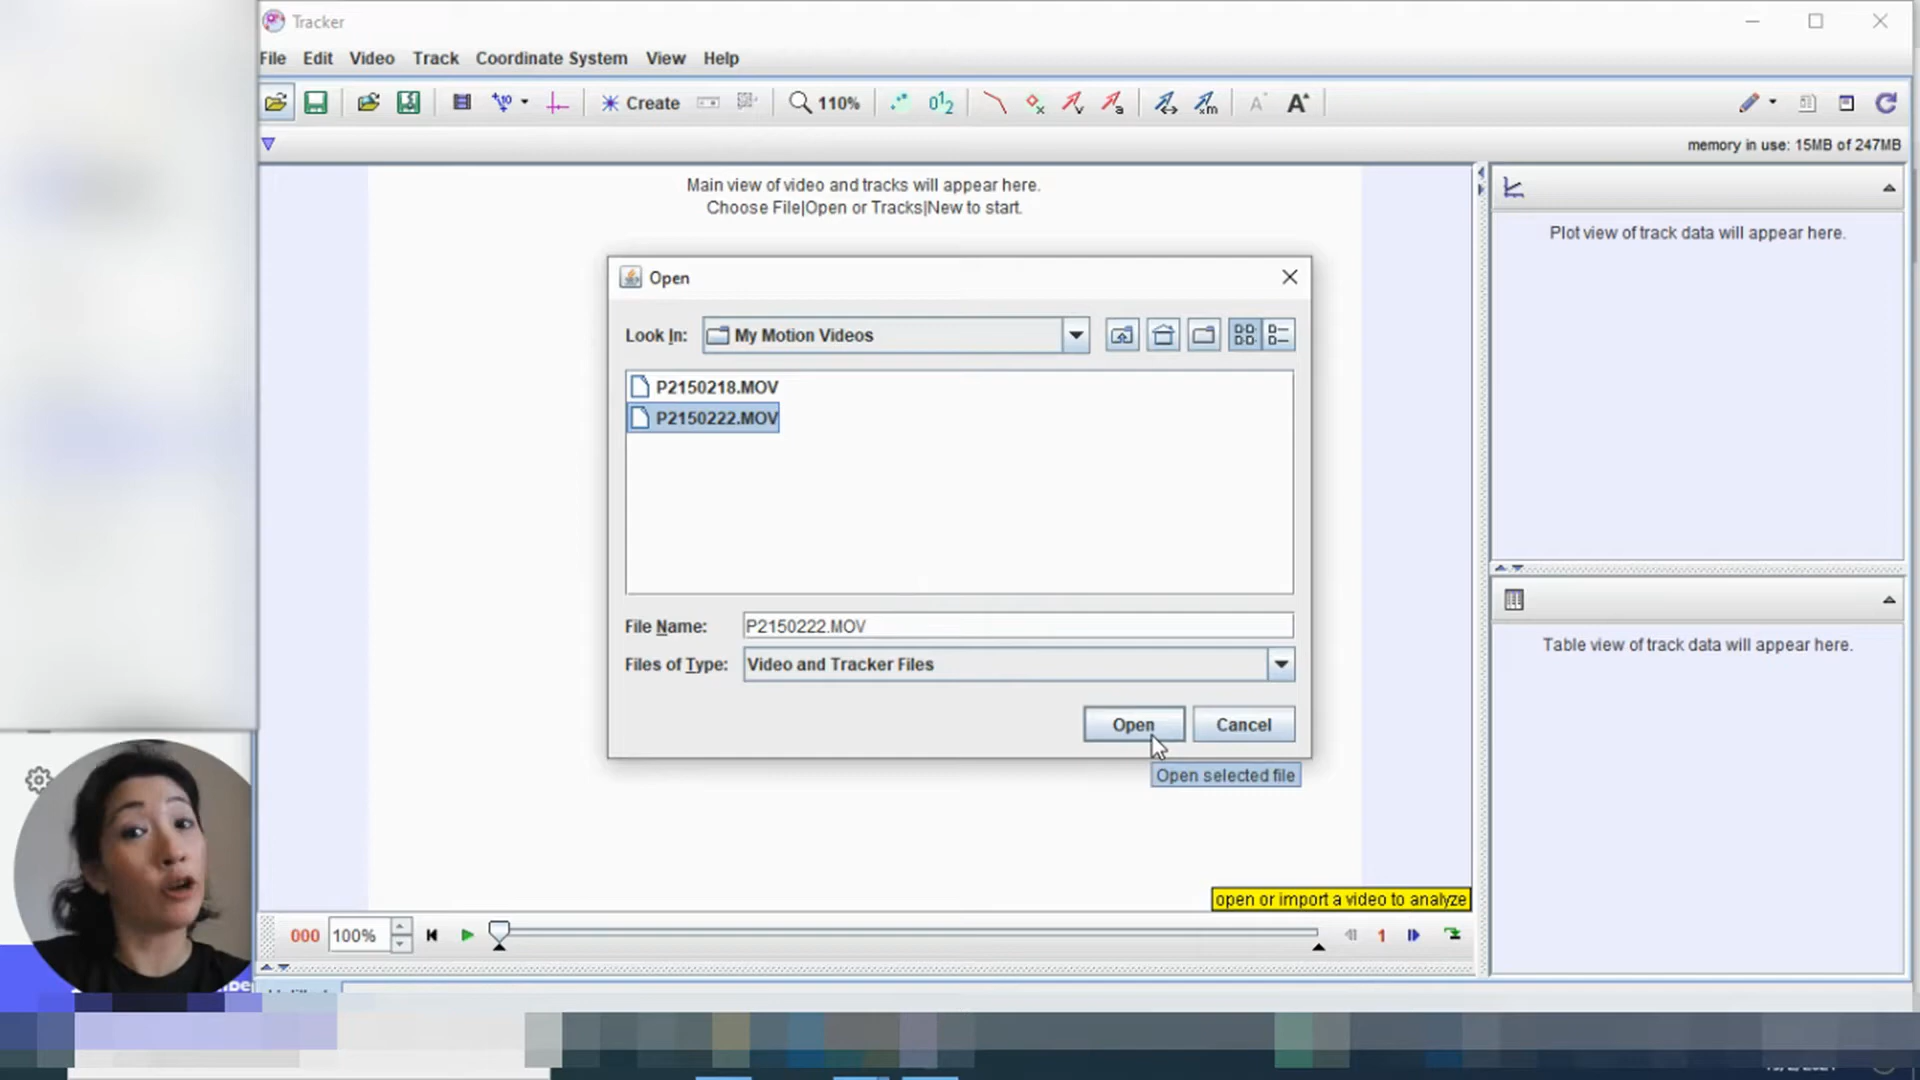 Tracker
File Edit Video Track Coordinate System View Help
Create 110%
memory in use: 15MB of 247MB
Main view of video and tracks will appear here.
Choose File|Open or Tracks|New to start.
Plot view of track data will appear here.
Open
Look In: My Motion Videos
P2150218.MOV
P2150222.MOV
File Name: P2150222.MOV
Files of Type: Video and Tracker Files
Open Cancel
Open selected file
Table view of track data will appear here.
open or import a video to analyze
000 100% 1